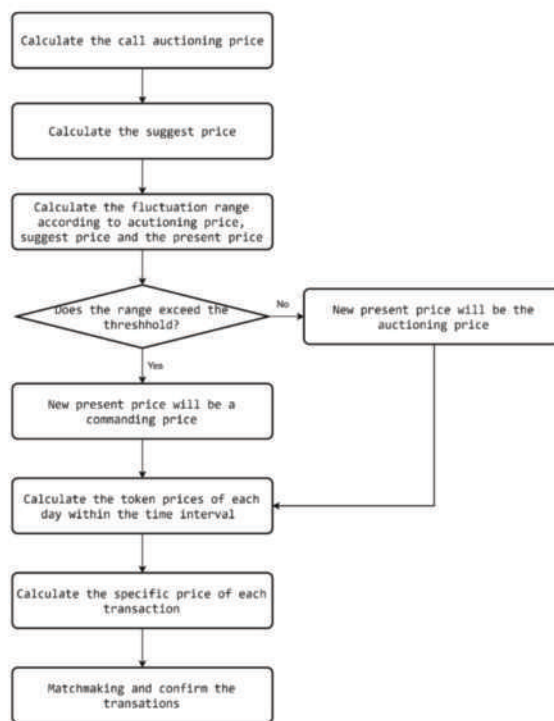 Calculate the call auctioning price
Calculate the suggest price
Calculate the fluctuation range
according to acutioning price,
suggest price and the present price
Does the range exceed the
threshhold?
No
New present price will be the
auctioning price
Yes
New present price will be a
commanding price
Calculate the token prices of each
day within the time interval
Calculate the specific price of each
transaction
Matchmaking and confirm the
transations